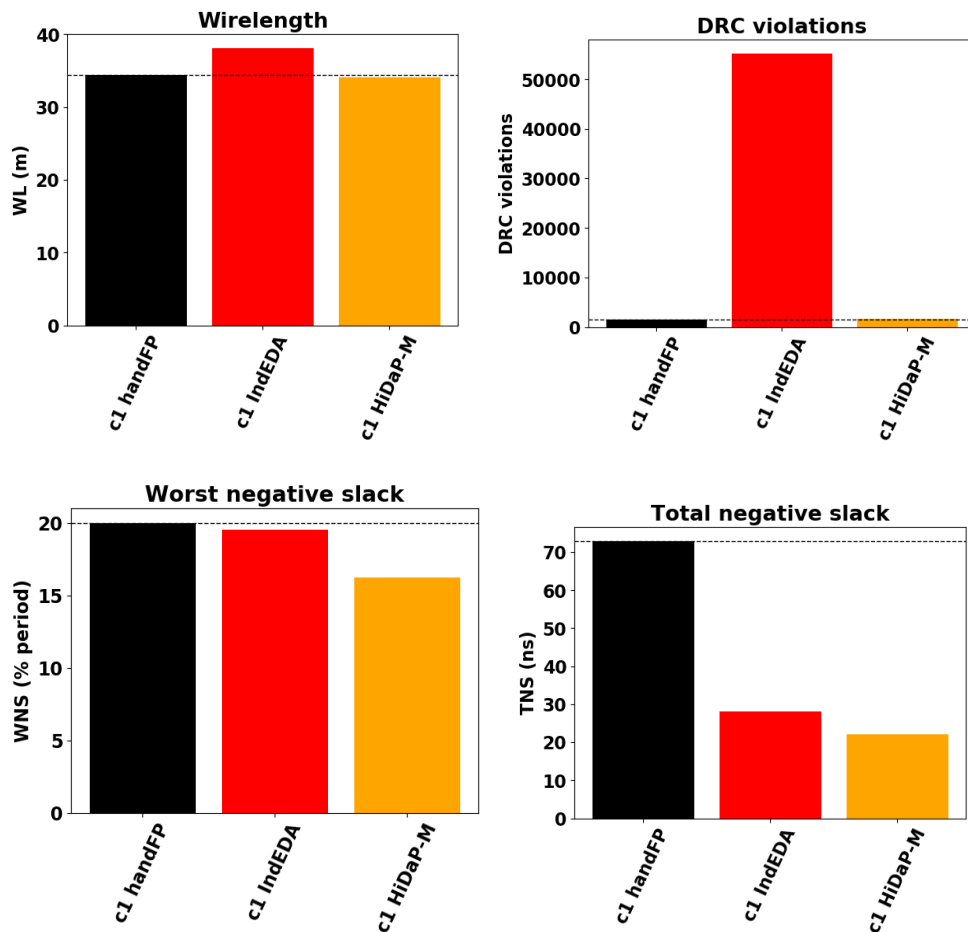 Wirelength
WL (m)
40
30
20
10
0
c1 handFP
c1 IndEDA
c1 HiDaP-M
DRC violations
DRC violations
50000
40000
30000
20000
10000
0
c1 handFP
c1 IndEDA
c1 HiDaP-M
Worst negative slack
WNS (% period)
20
15
10
5
0
c1 handFP
c1 IndEDA
c1 HiDaP-M
Total negative slack
TNS (ns)
70
60
50
40
30
20
10
0
c1 handFP
c1 IndEDA
c1 HiDaP-M